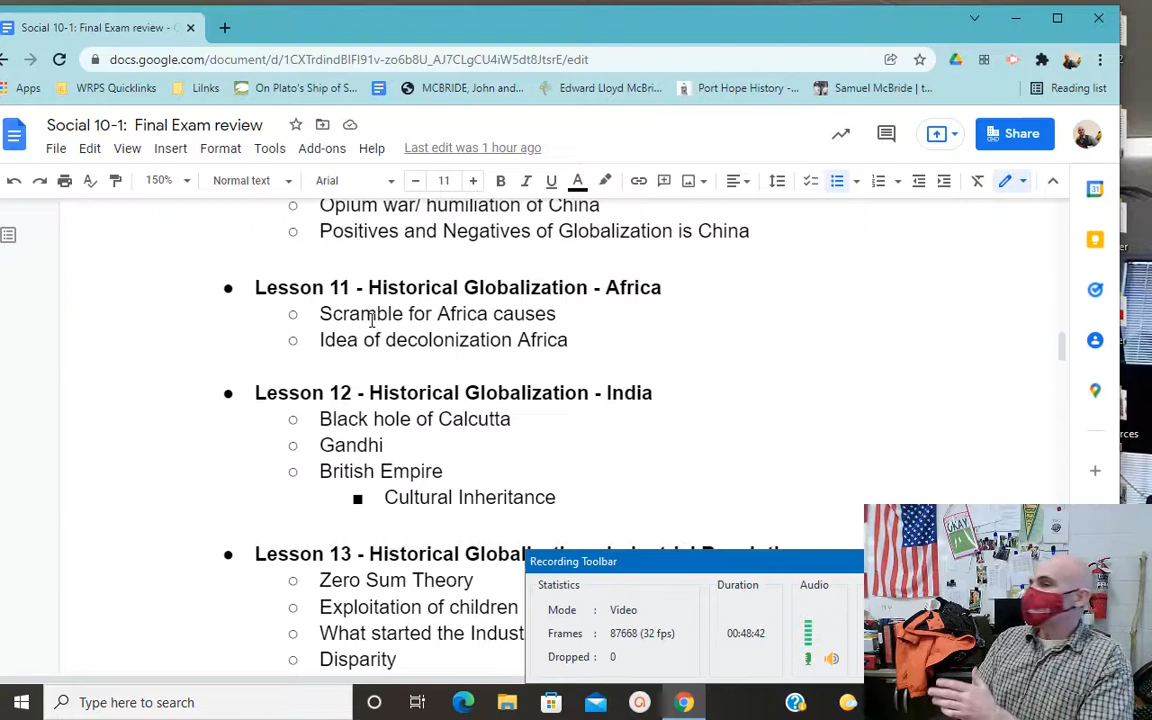 Social 10-1: Final Exam review -
docs.google.com/document/d/1CXTrdindBIFI91v-zo6b8U_AJ7CLgCU4iW5dt8JtsrE/edit
Apps
WRPS Quicklinks
LiInks
On Plato's Ship of S...
MCBRIDE, John and...
Edward Lloyd McBri...
Port Hope History -...
Samuel McBride | t...
Reading list
Social 10-1: Final Exam review
Share
File Edit View Insert Format Tools Add-ons Help Last edit was 1 hour ago
150% Normal text Arial − 11 + B I U A
Opium war/ humiliation of China
Positives and Negatives of Globalization is China
Lesson 11 - Historical Globalization - Africa
Scramble for Africa causes
Idea of decolonization Africa
Lesson 12 - Historical Globalization - India
Black hole of Calcutta
Gandhi
British Empire
Cultural Inheritance
Lesson 13 - Historical
Zero Sum Theory
Exploitation of children
What started the Indust
Disparity
Recording Toolbar
Statistics Duration Audio
Mode : Video
Frames : 87668 (32 fps) 00:48:42
Dropped : 0
OKAY
Type here to search